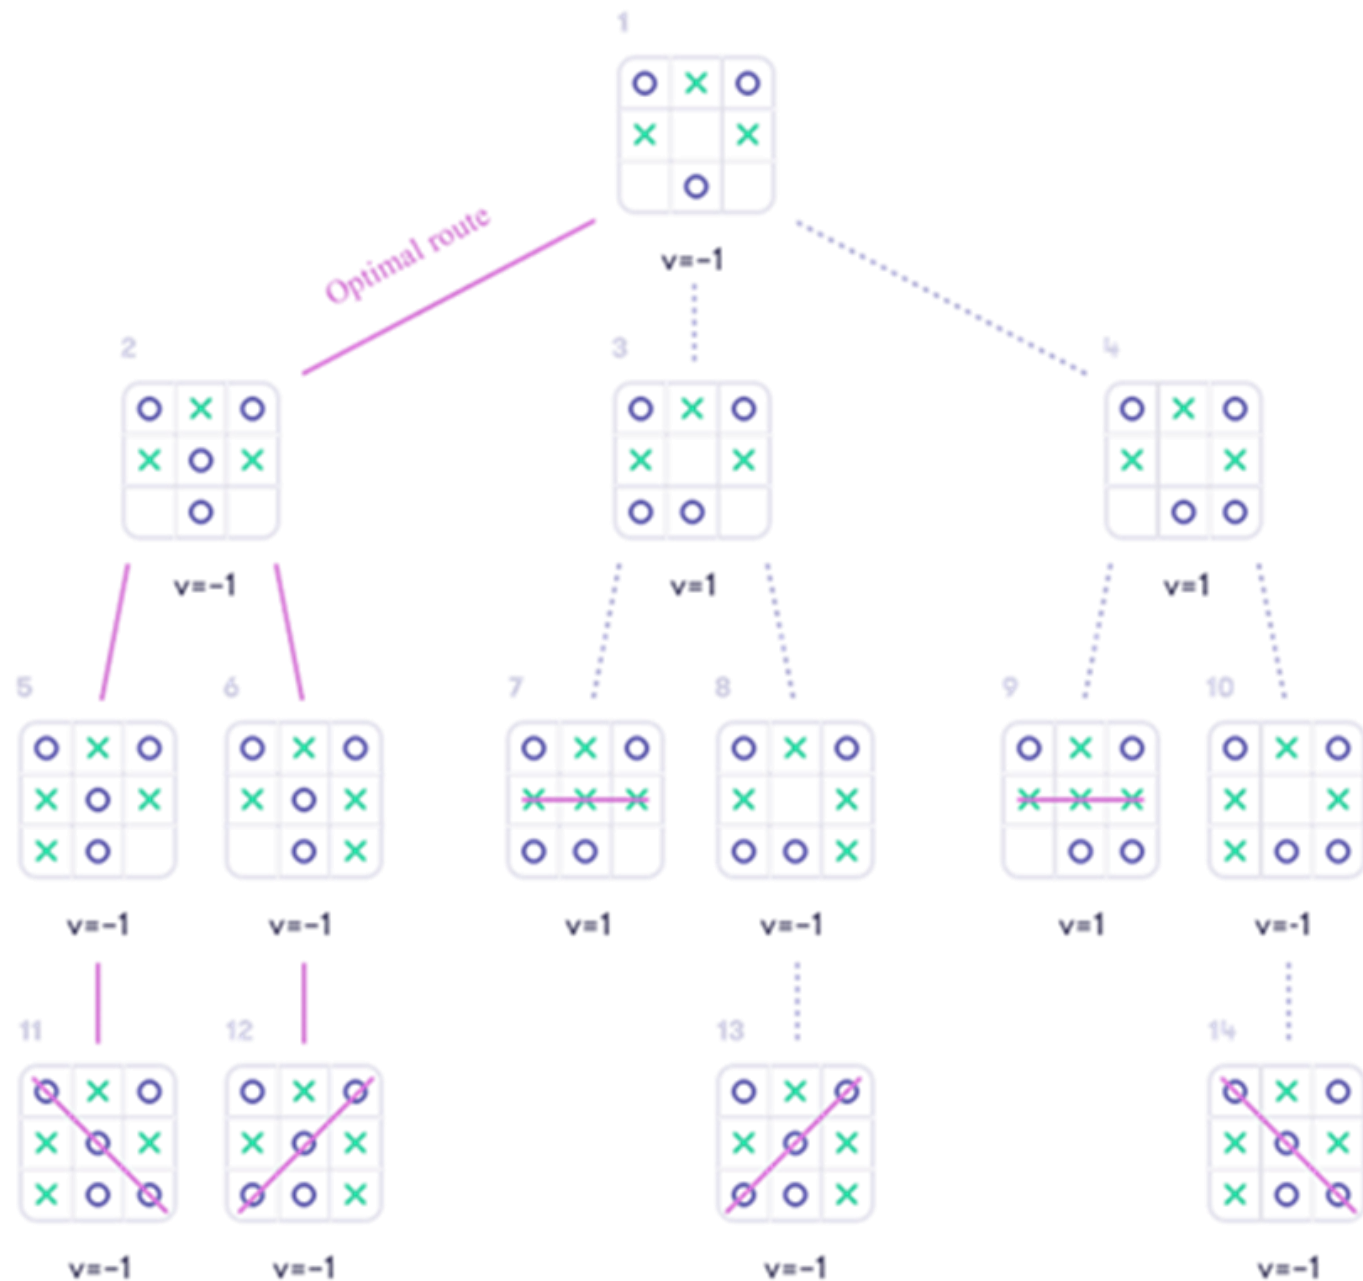 1
O X O
X X
O
Optimal route
v=-1
2 3 4
O X O O X O O X O
X O X X X X X
O O O O O
v=-1 v=1 v=1
5 6 7 8 9 10
O X O O X O O X O O X O O X O O X O
X O X X O X X X X X X X X X X X
X O O X O O O O X O O X O O
v=-1 v=-1 v=1 v=-1 v=1 v=-1
11 12 13 14
O X O O X O O X O O X O
X O X X O X X O X X O X
X O O O O X O O X X O O
v=-1 v=-1 v=-1 v=-1